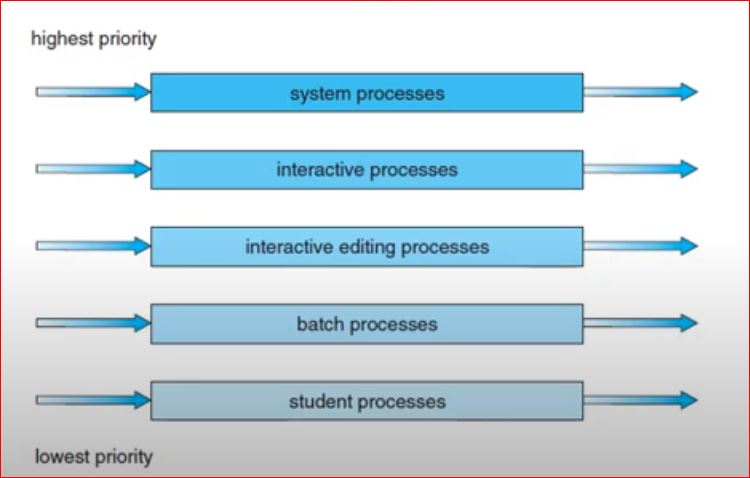 highest priority
system processes
interactive processes
interactive editing processes
batch processes
student processes
lowest priority